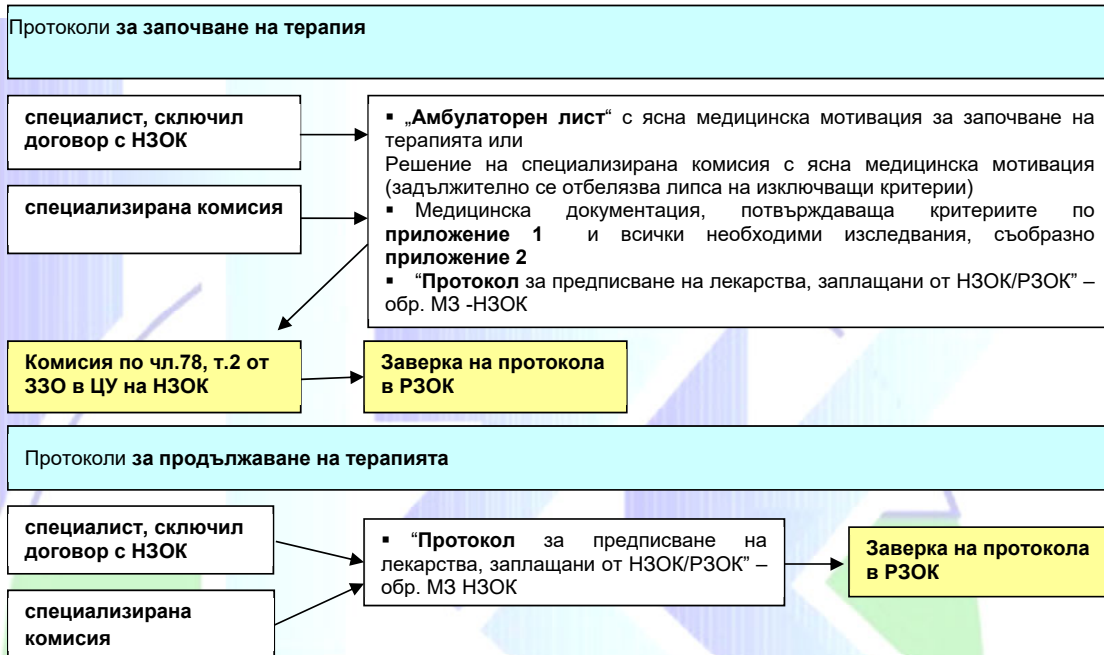 Протоколи за започване на терапия
специалист, сключил
договор с НЗОК
специализирана комисия
▪ „Амбулаторен лист“ с ясна медицинска мотивация за започване на
терапията или
Решение на специализирана комисия с ясна медицинска мотивация
(задължително се отбелязва липса на изключващи критерии)
▪ Медицинска документация, потвърждаваща критериите по
приложение 1 и всички необходими изследвания, съобразно
приложение 2
▪ “Протокол за предписване на лекарства, заплащани от НЗОК/РЗОК” –
обр. МЗ -НЗОК
Комисия по чл.78, т.2 от
ЗЗО в ЦУ на НЗОК
Заверка на протокола
в РЗОК
Протоколи за продължаване на терапията
специалист, сключил
договор с НЗОК
специализирана
комисия
▪ “Протокол за предписване на
лекарства, заплащани от НЗОК/РЗОК” –
обр. МЗ НЗОК
Заверка на протокола
в РЗОК